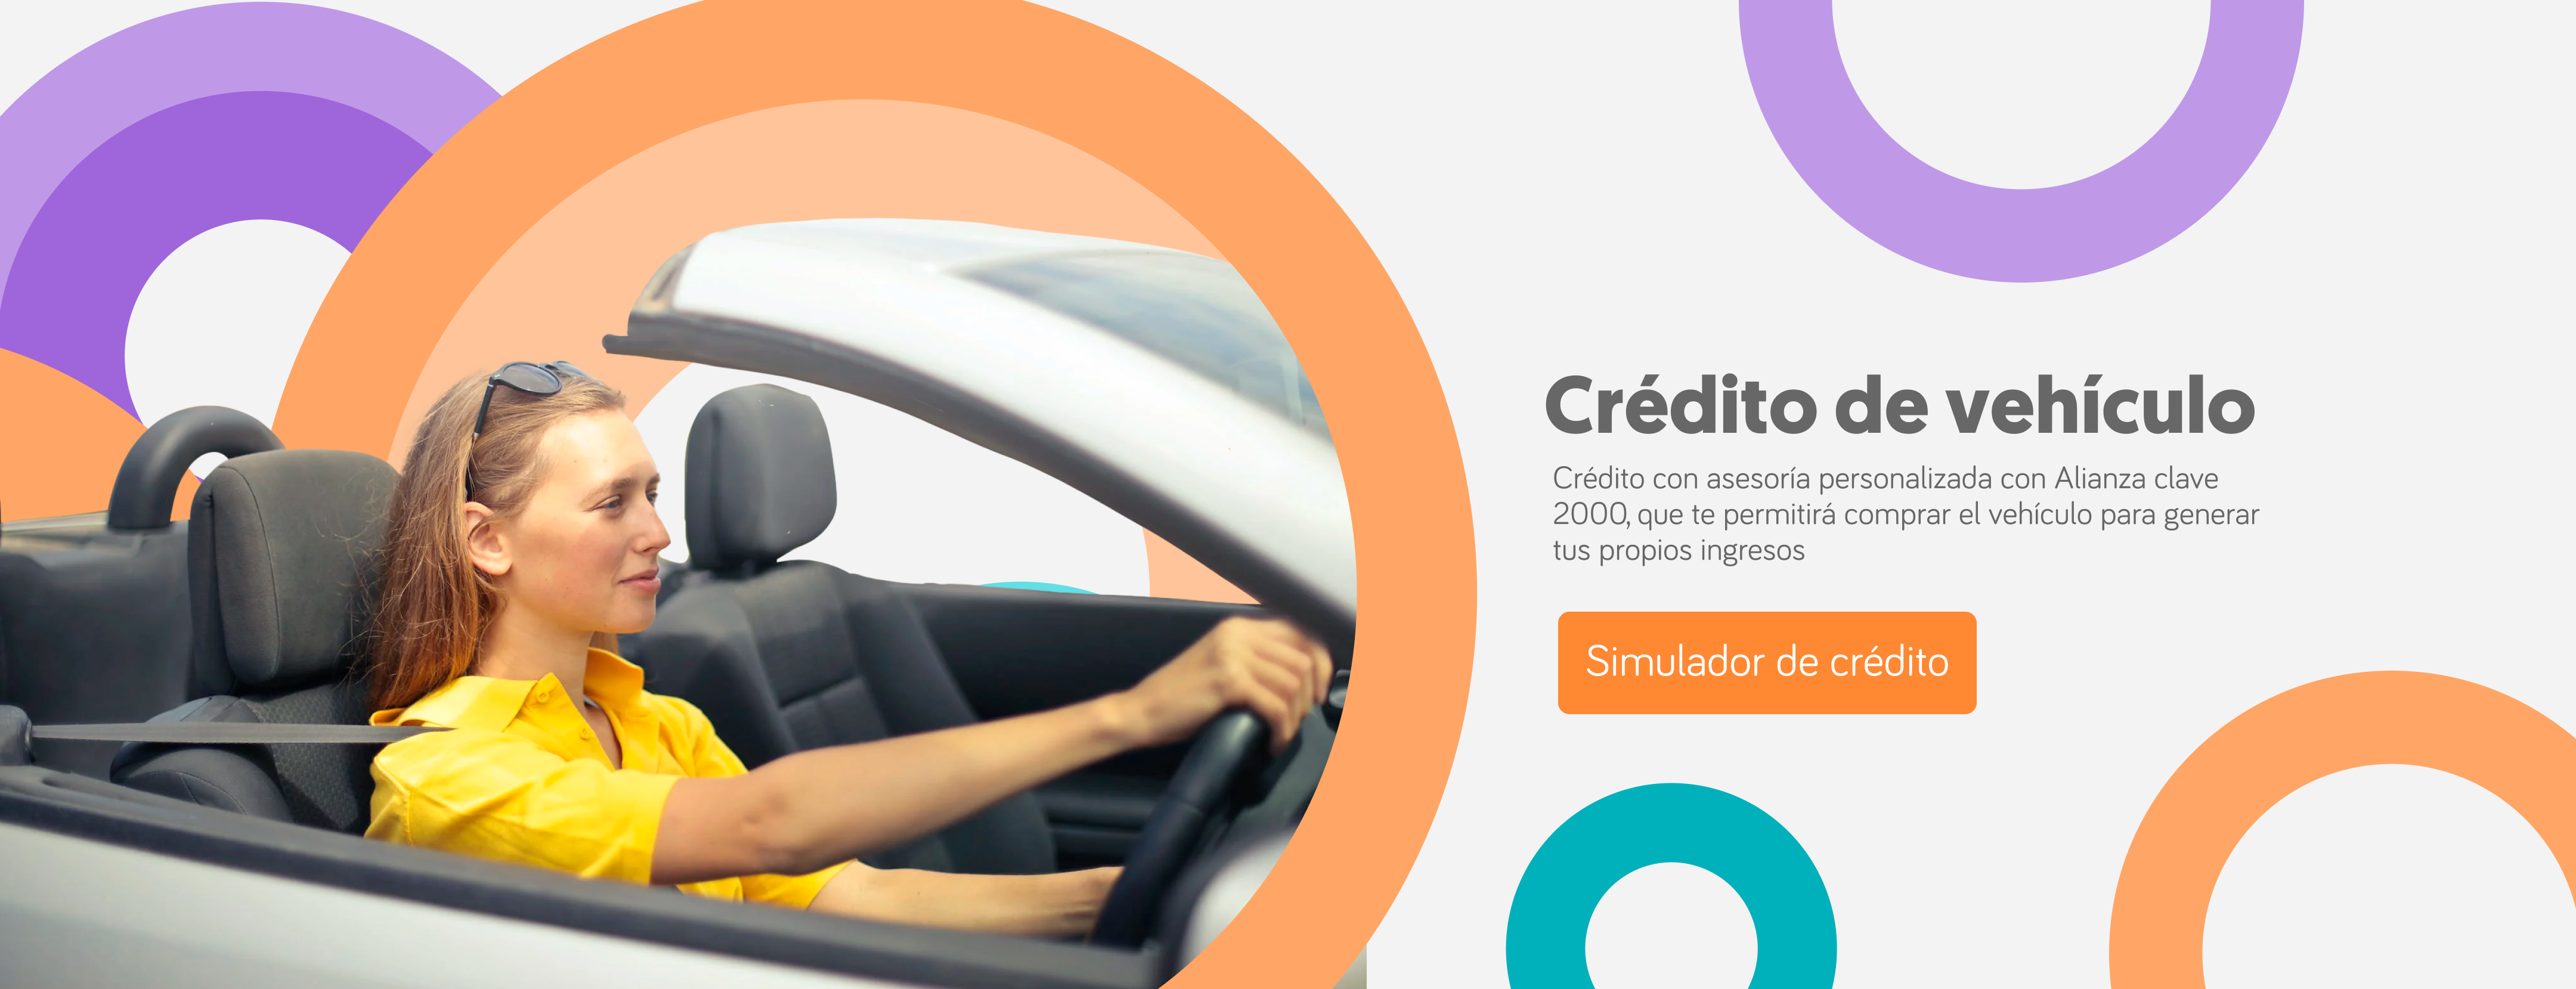 Crédito de vehículo
Crédito con asesoría personalizada con Alianza clave
2000, que te permitirá comprar el vehículo para generar
tus propios ingresos
Simulador de crédito